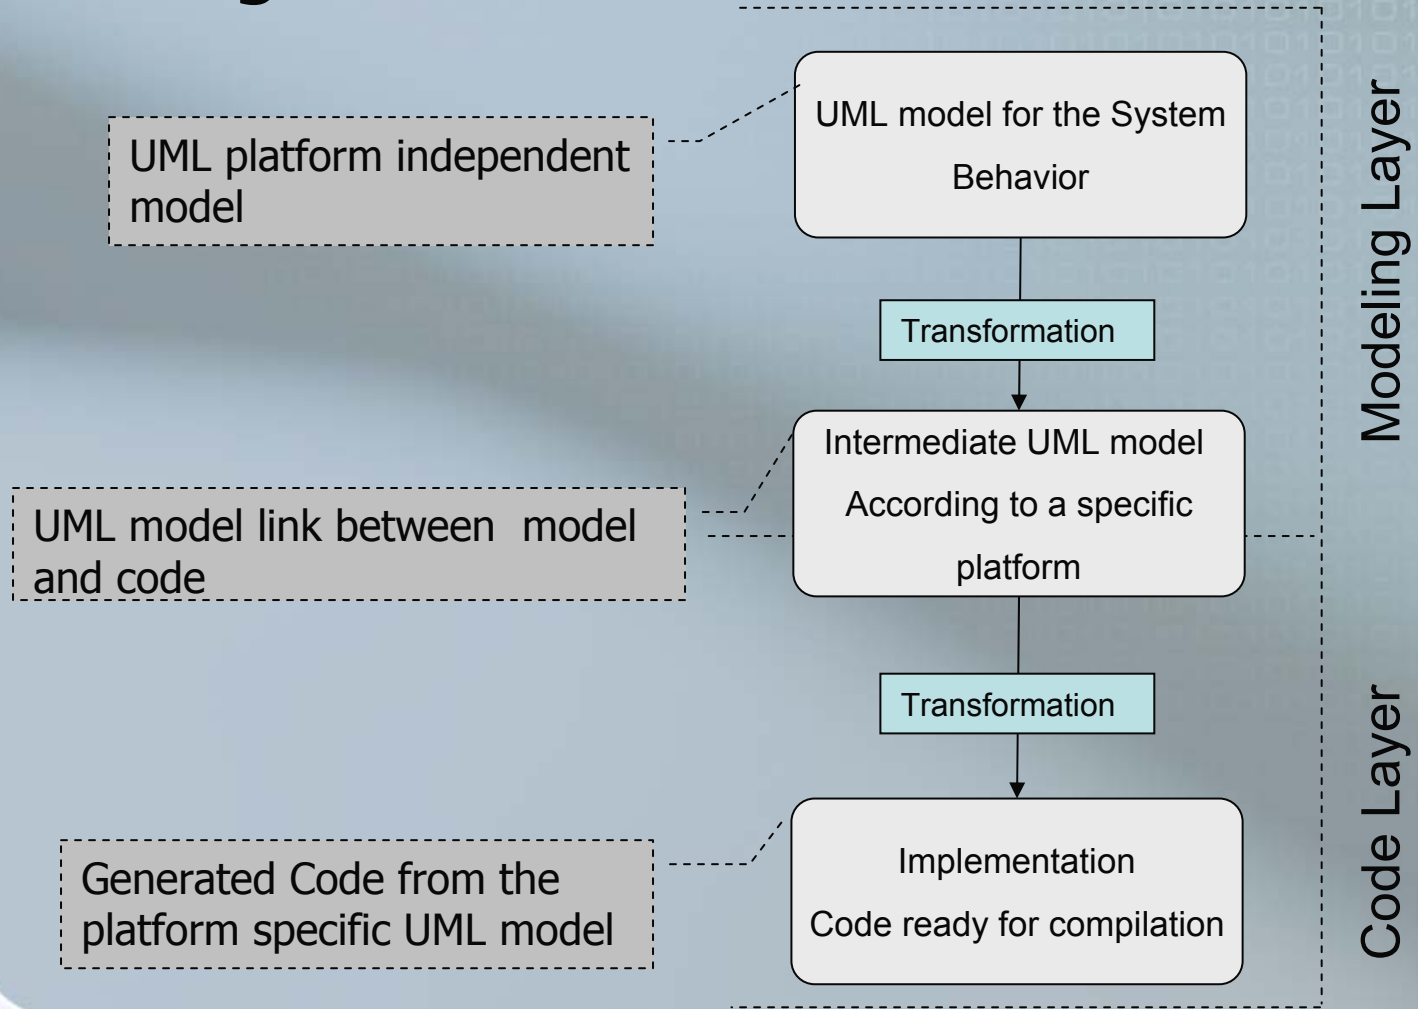 UML model for the System
Behavior
UML platform independent
model
Transformation
Intermediate UML model
According to a specific
platform
UML model link between model
and code
Transformation
Implementation
Code ready for compilation
Generated Code from the
platform specific UML model
Modeling Layer
Code Layer